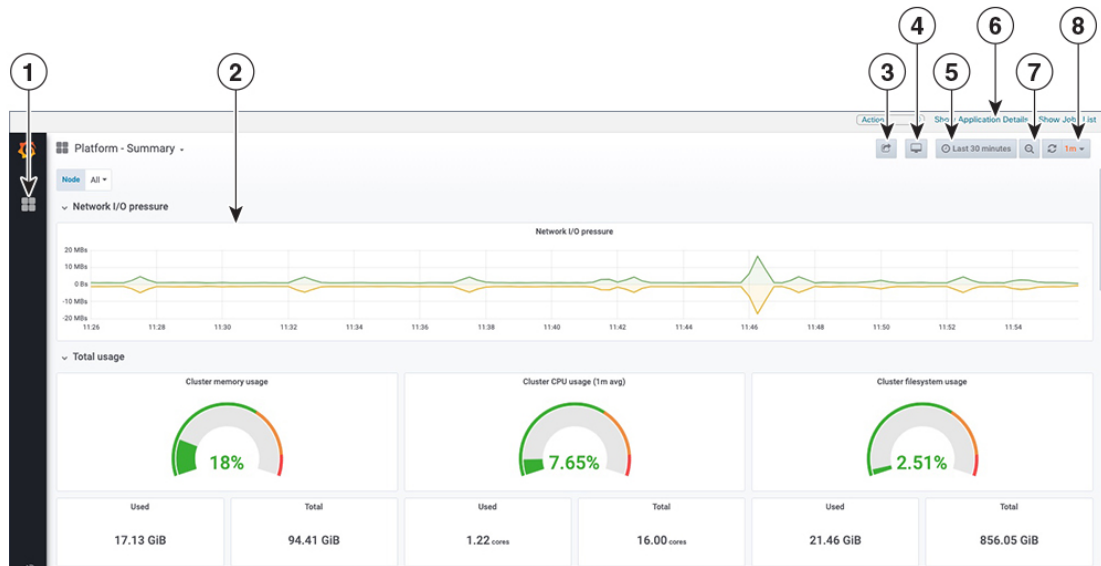 4 6 8
1 2 3 5 7
Action Show Application Details Show Job List
Platform - Summary
Last 30 minutes 1m
Node All
Network I/O pressure
Network I/O pressure
20 MBs
10 MBs
0 Bs
-10 MBs
-20 MBs
11:26 11:28 11:30 11:32 11:34 11:36 11:38 11:40 11:42 11:44 11:46 11:48 11:50 11:52 11:54
Total usage
Cluster memory usage Cluster CPU usage (1m avg) Cluster filesystem usage
18% 7.65% 2.51%
Used Total Used Total Used Total
17.13 GiB 94.41 GiB 1.22 cores 16.00 cores 21.46 GiB 856.05 GiB